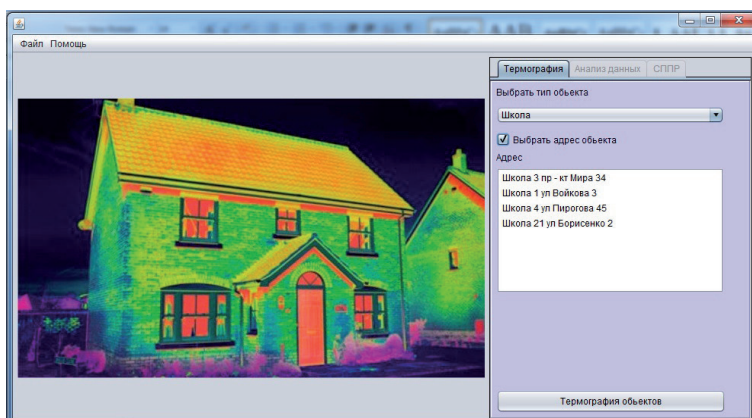 Файл Помощь
Термография Анализ данных СППР
Выбрать тип обьекта
Школа
Выбрать адрес обьекта
Адрес
Школа 3 пр - кт Мира 34
Школа 1 ул Войкова 3
Школа 4 ул Пирогова 45
Школа 21 ул Борисенко 2
Термография обьектов